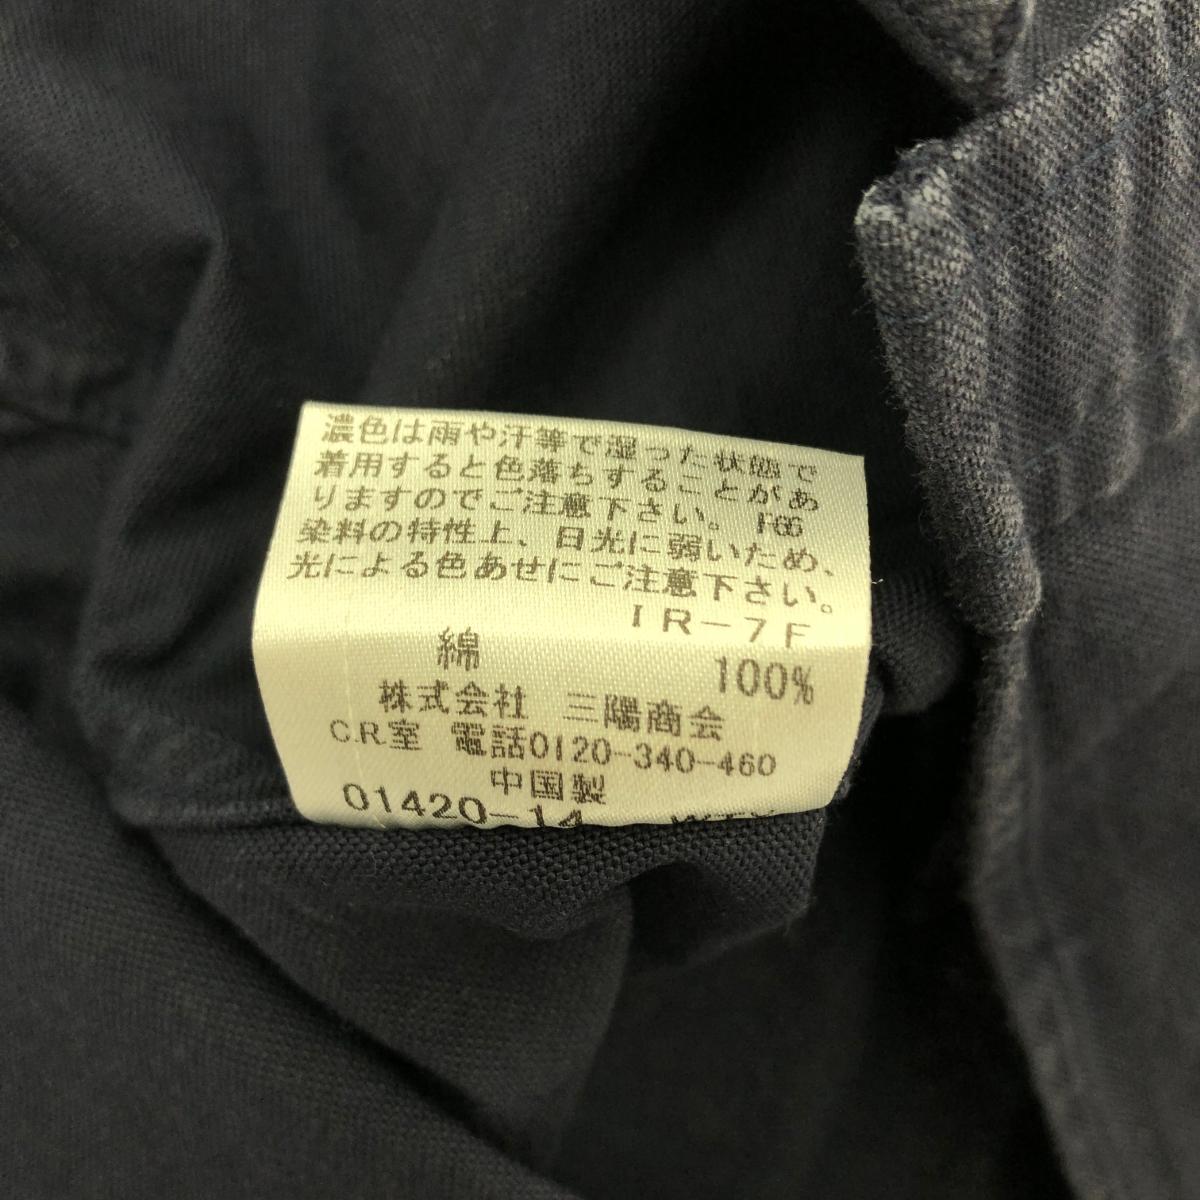 濃色は雨や汗等で湿った状態で
着用すると色落ちすることがあ
りますのでご注意下さい。 F66
染料の特性上、日光に弱いため、
光による色あせにご注意下さい。
IR-7F
綿 100%
株式会社 三陽商会
C.R.室 電話0120-340-460
中国製
01420-14